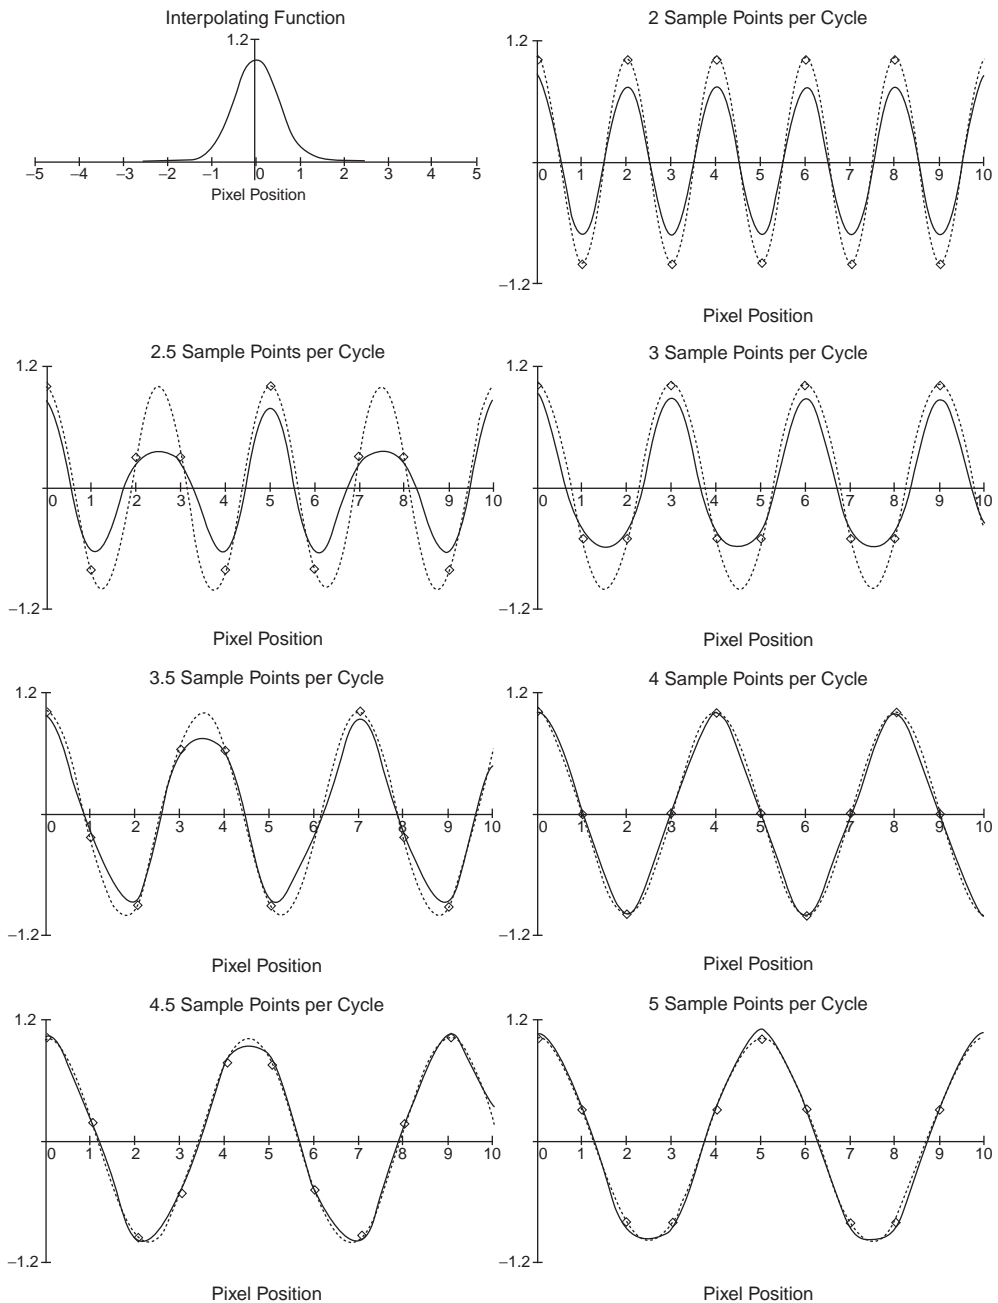 Interpolating Function
1.2
–5 –4 –3 –2 –1 0 1 2 3 4 5
Pixel Position
2 Sample Points per Cycle
1.2
0 1 2 3 4 5 6 7 8 9 10
–1.2
Pixel Position
2.5 Sample Points per Cycle
1.2
0 1 2 3 4 5 6 7 8 9 10
–1.2
Pixel Position
3 Sample Points per Cycle
1.2
0 1 2 3 4 5 6 7 8 9 10
–1.2
Pixel Position
3.5 Sample Points per Cycle
1.2
0 1 2 3 4 5 6 7 8 9 10
–1.2
Pixel Position
4 Sample Points per Cycle
1.2
0 1 2 3 4 5 6 7 8 9 10
–1.2
Pixel Position
4.5 Sample Points per Cycle
1.2
0 1 2 3 4 5 6 7 8 9 10
–1.2
Pixel Position
5 Sample Points per Cycle
1.2
0 1 2 3 4 5 6 7 8 9 10
–1.2
Pixel Position